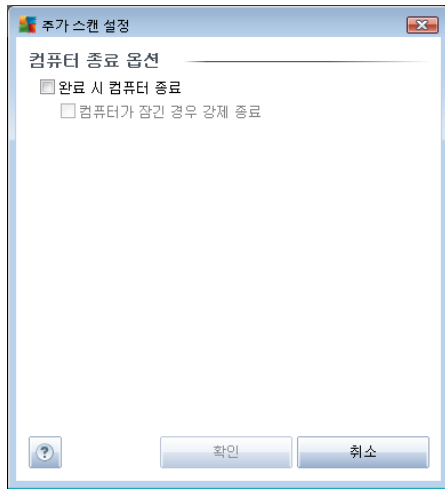 추가 스캔 설정
컴퓨터 종료 옵션
완료 시 컴퓨터 종료
컴퓨터가 잠긴 경우 강제 종료
?
확인
취소